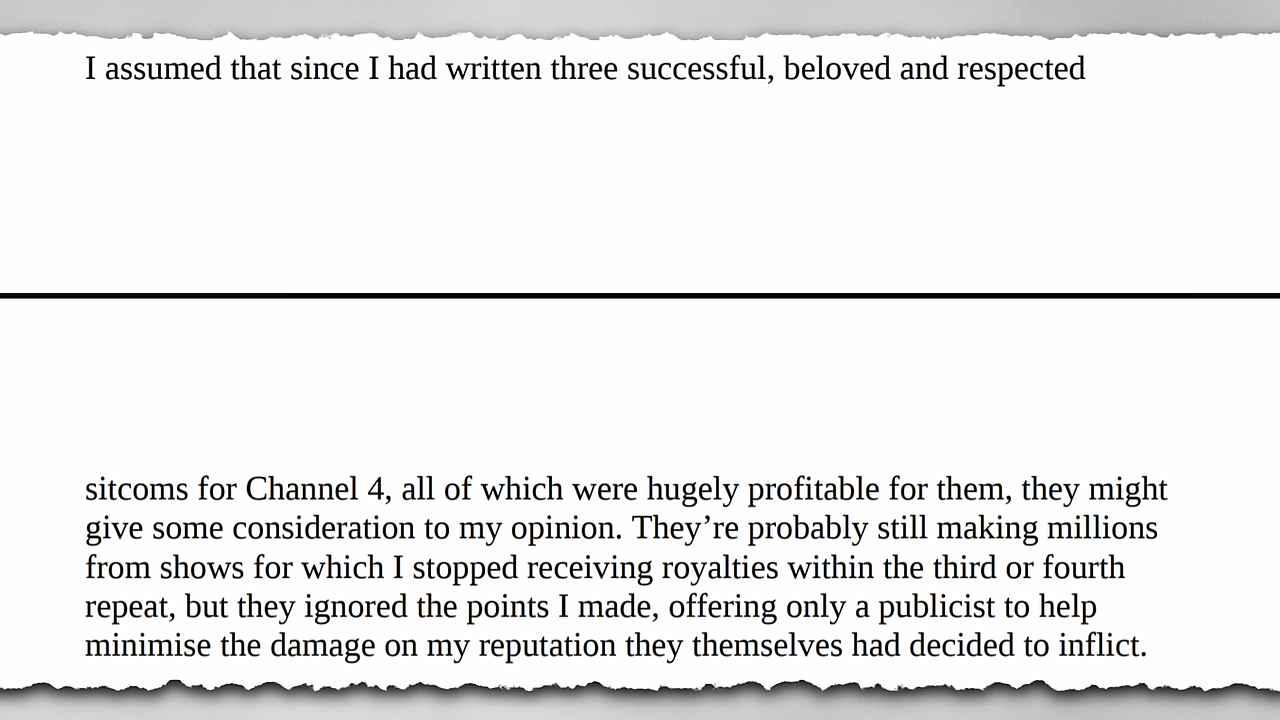 I assumed that since I had written three successful, beloved and respected
sitcoms for Channel 4, all of which were hugely profitable for them, they might
give some consideration to my opinion. They’re probably still making millions
from shows for which I stopped receiving royalties within the third or fourth
repeat, but they ignored the points I made, offering only a publicist to help
minimise the damage on my reputation they themselves had decided to inflict.